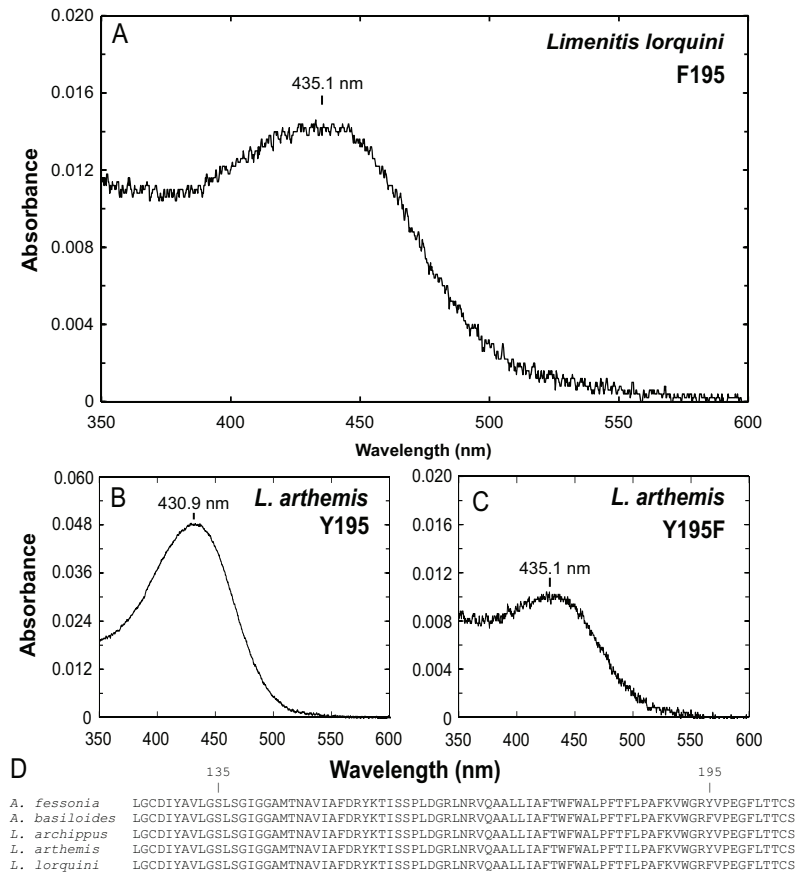 0.020
A
Limenitis lorquini
F195
435.1 nm
0.016
0.012
0.008
0.004
0
Absorbance
350
400
450
500
550
600
Wavelength (nm)
0.060
B
430.9 nm
L. arthemis
Y195
0.048
0.036
0.024
0.012
0
Absorbance
350 400 450 500 550 600
0.020
C
L. arthemis
Y195F
0.016
0.012
435.1 nm
0.008
0.004
0
350 400 450 500 550 600
Wavelength (nm)
D
135 195
A. fessonia LGCDIYAVLGSLSGIGGAMTNAVIAFDRYKTISSPLDGRLNRVQAALLIAFTWFWALPFTFLPAFKVWGRYVPEGFLTTCS
A. basiloides LGCDIYAVLGSLSGIGGAMTNAVIAFDRYKTISSPLDGRLNRVQAALLIAFTWFWALPFTFLPAFKVWGRFVPEGFLTTCS
L. archippus LGCDIYAVLGSLSGIGGAMTNAVIAFDRYKTISSPLDGRLNRVQAALLIAFTWFWALPFTFLPAFKVWGRFVPEGFLTTCS
L. arthemis LGCDIYAVLGSLSGIGGAMTNAVIAFDRYKTISSPLDGRLNRVQAALLIAFTWFWALPFTILPAFKVWGRYVPEGFLTTCS
L. lorquini LGCDIYAVLGSLSGIGGAMTNAVIAFDRYKTISSPLDGRLNRVQAALLIAFTWFWALPFTFLPAFKVWGRFVPEGFLTTCS